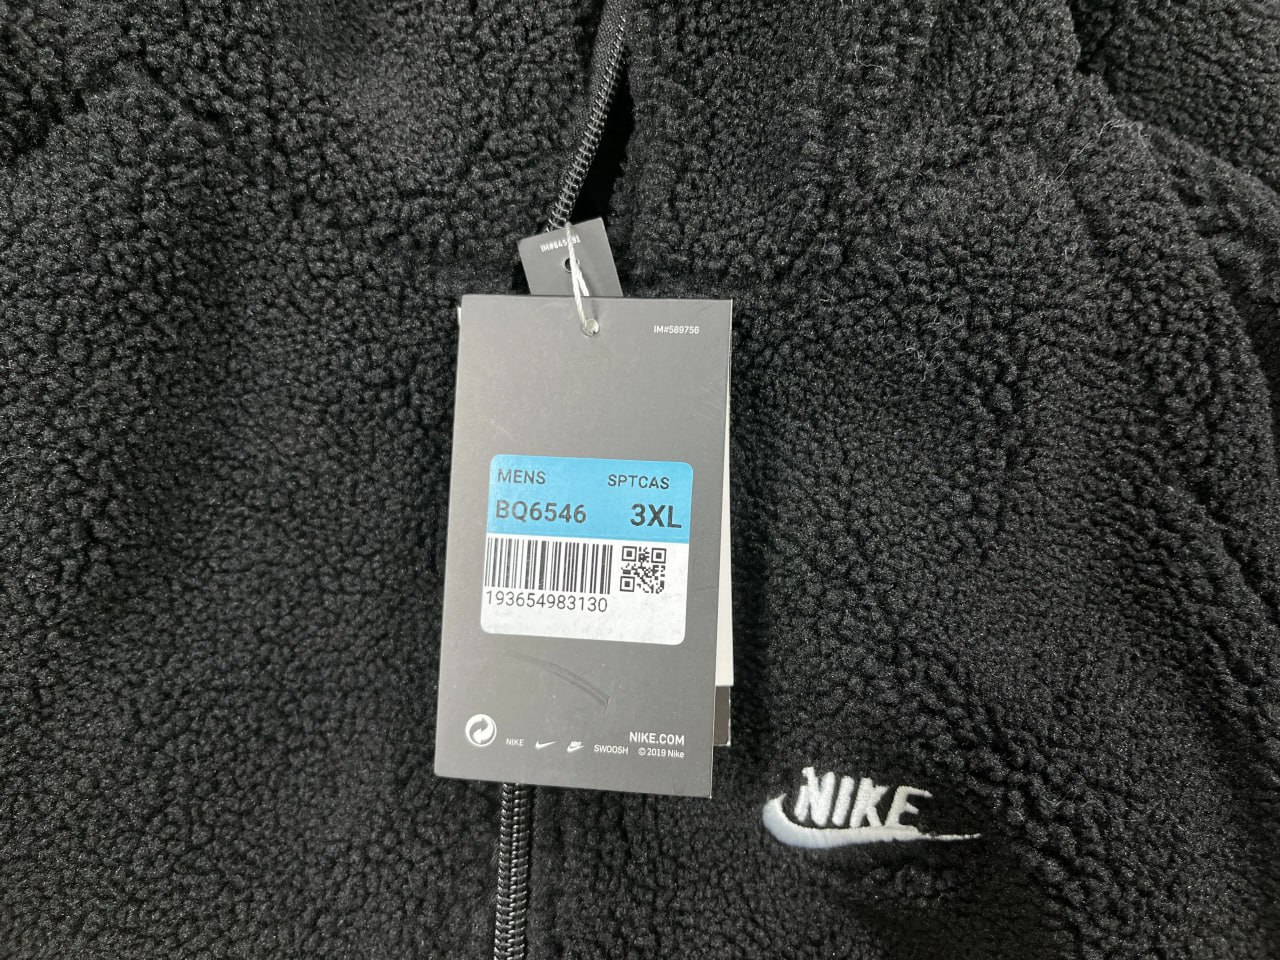 IM#589756
MENS SPTCAS
BQ6546 3XL
193654983130
NIKE SWOOSH
NIKE.COM
© 2019 Nike
NIKE